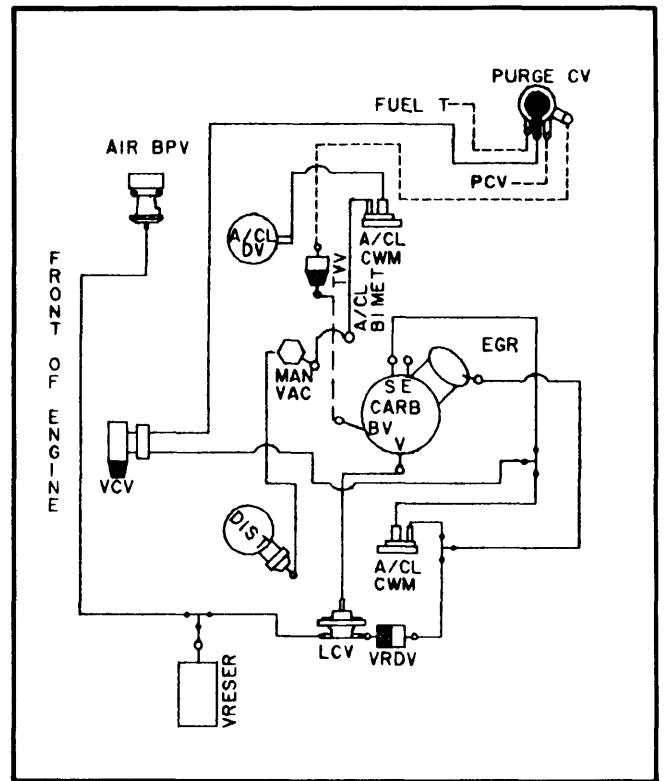 PURGE CV
FUEL T
AIR BPV
PCV
A/CL
DV
A/CL
CWM
TVV
A/CL
BIMET
FRONT OF ENGINE
MAN
VAC
EGR
S E
CARB
BV
V
VCV
DIST
A/CL
CWM
LCV
VRDV
VRESER